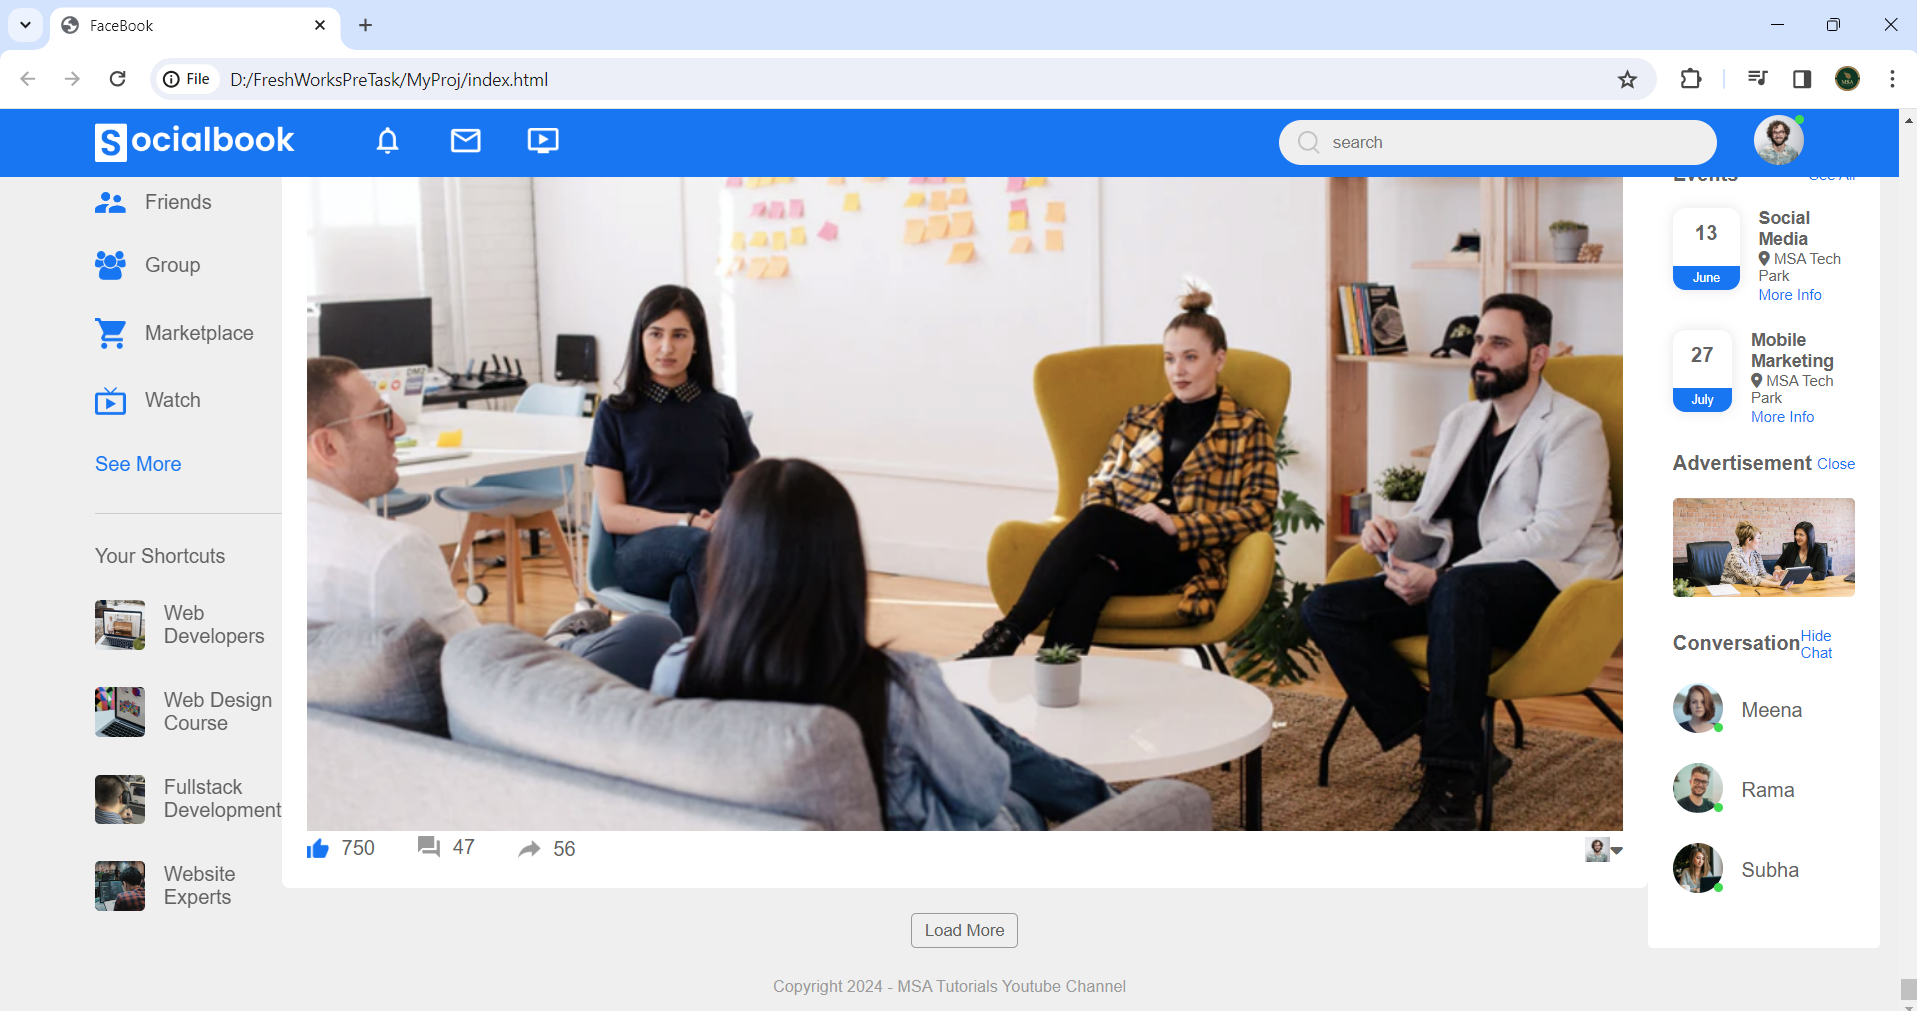 FaceBook
File D:/FreshWorksPreTask/MyProj/index.html
Socialbook
search
Friends
Group
Marketplace
Watch
See More
Your Shortcuts
Web
Developers
Web Design
Course
Fullstack
Development
Website
Experts
750 47 56
Load More
Copyright 2024 - MSA Tutorials Youtube Channel
Events See All
13
June
Social
Media
MSA Tech
Park
More Info
27
July
Mobile
Marketing
MSA Tech
Park
More Info
Advertisement Close
Conversation Hide
Chat
Meena
Rama
Subha